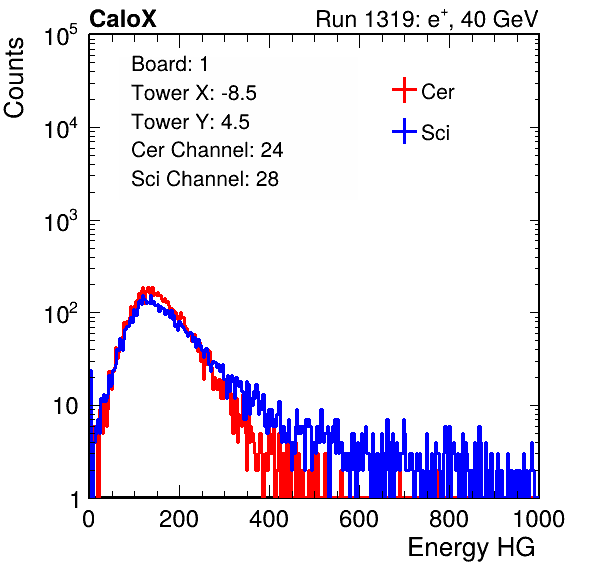 CaloX Run 1319: e⁺, 40 GeV
Counts
Board: 1
Tower X: -8.5
Tower Y: 4.5
Cer Channel: 24
Sci Channel: 28
Cer
Sci
10⁵
10⁴
10³
10²
10
1
0 200 400 600 800 1000
Energy HG